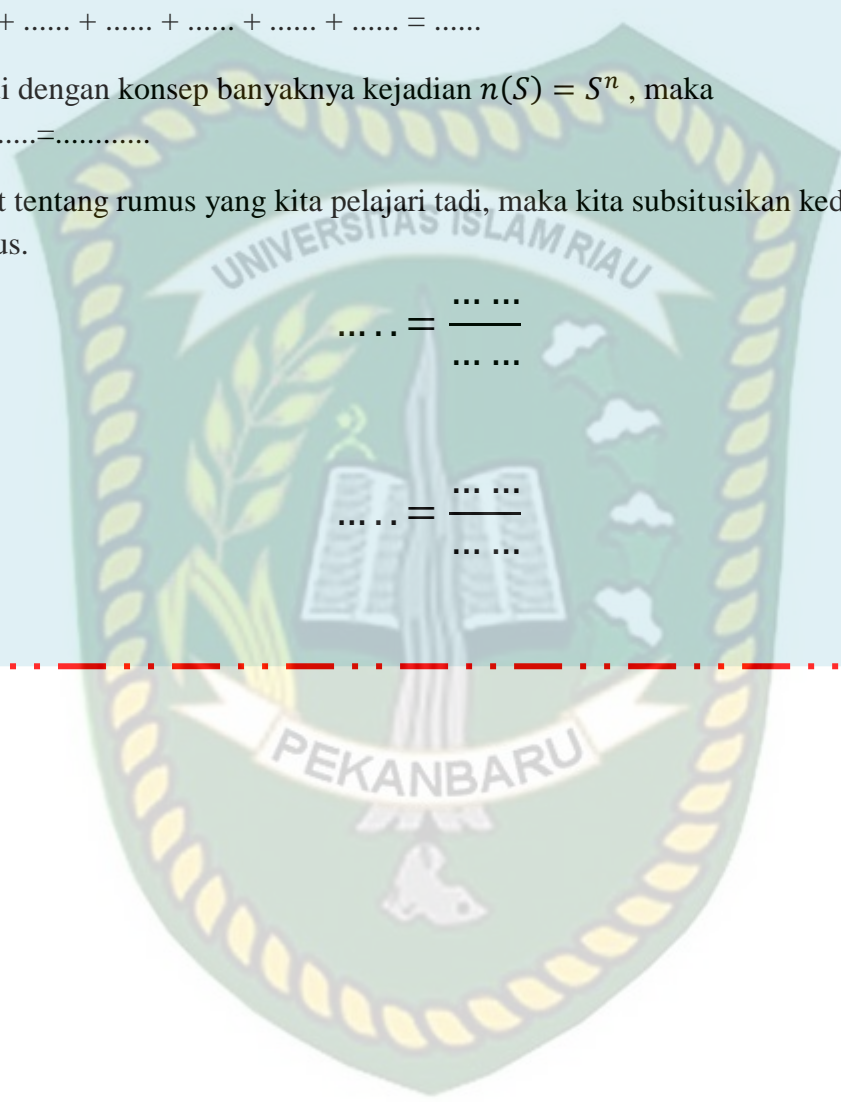 + ...... + ...... + ...... + ...... + ...... = ......
i dengan konsep banyaknya kejadian n(S) = Sⁿ , maka
.....=............
t tentang rumus yang kita pelajari tadi, maka kita subsitusikan ked
us.
UNIVERSITAS ISLAM RIAU
... . . = ... ... / ... ...
... . . = ... ... / ... ...
PEKANBARU